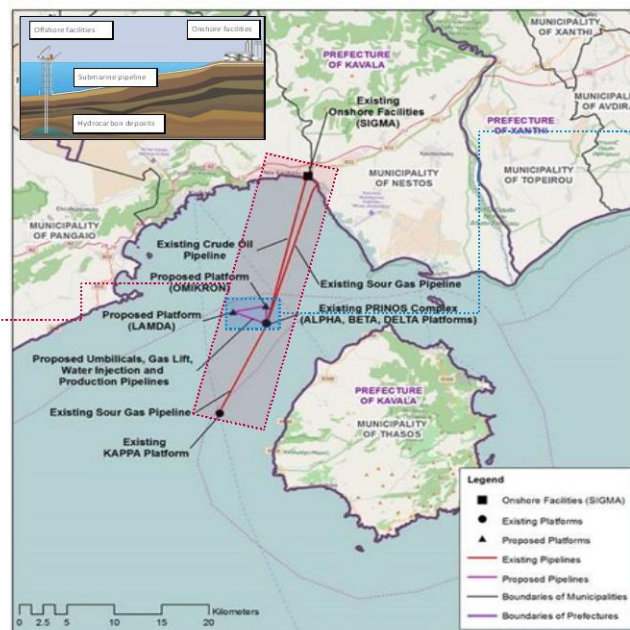 Offshore facilities
Onshore facilities
Submarine pipeline
Hydrocarbon deposits
MUNICIPALITY
OF XANTHI
PREFECTURE
OF KAVALA
Existing
Onshore Facilities
(SIGMA)
MUNICIPALI
OF AVDIRA
PREFECTURE
OF XANTHI
MUNICIPALITY
OF NESTOS
MUNICIPALITY
OF TOPEIROU
MUNICIPALITY
OF PANGAIO
Existing Crude Oil
Pipeline
Proposed Platform
(OMIKRON)
Existing Sour Gas Pipeline
Proposed Platform
(LAMDA)
Existing PRINOS Complex
(ALPHA, BETA, DELTA Platforms)
Proposed Umbilicals, Gas Lift,
Water Injection and
Production Pipelines
PREFECTURE
OF KAVALA
Existing Sour Gas Pipeline
MUNICIPALITY
OF THASOS
Existing
KAPPA Platform
Legend
Onshore Facilities (SIGMA)
Existing Platforms
Proposed Platforms
Existing Pipelines
Proposed Pipelines
Boundaries of Municipalities
Boundaries of Prefectures
Kilometers
0 2.5 5 10 15 20